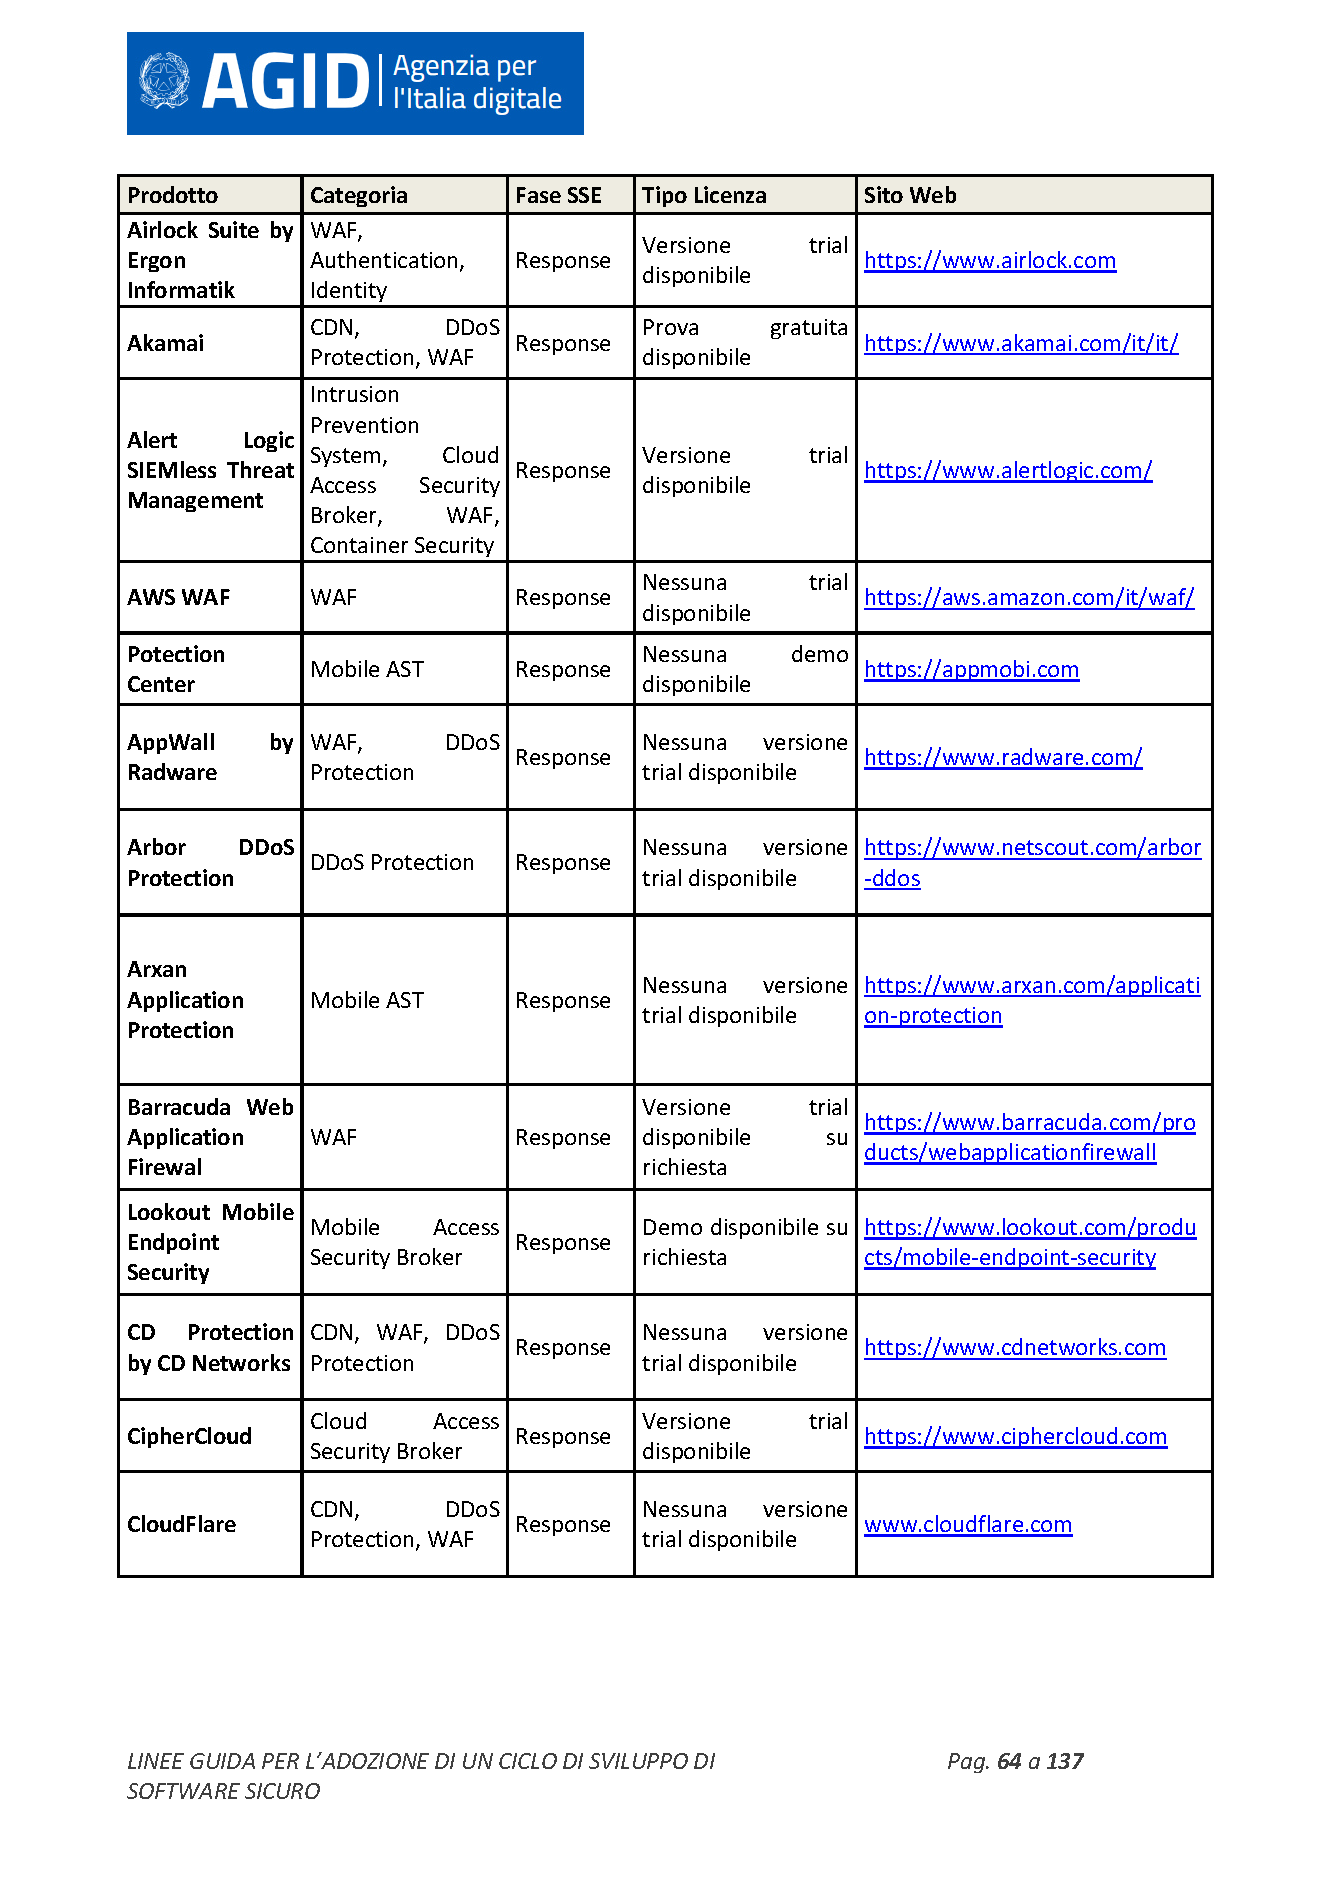 AGID Agenzia per
l'Italia digitale
Prodotto Categoria Fase SSE Tipo Licenza Sito Web
Airlock Suite by
Ergon
Informatik
WAF,
Authentication,
Identity
Response
Versione trial
disponibile
https://www.airlock.com
Akamai
CDN, DDoS
Protection, WAF
Response
Prova gratuita
disponibile
https://www.akamai.com/it/it/
Alert Logic
SIEMless Threat
Management
Intrusion
Prevention
System, Cloud
Access Security
Broker, WAF,
Container Security
Response
Versione trial
disponibile
https://www.alertlogic.com/
AWS WAF
WAF
Response
Nessuna trial
disponibile
https://aws.amazon.com/it/waf/
Potection
Center
Mobile AST
Response
Nessuna demo
disponibile
https://appmobi.com
AppWall by
Radware
WAF, DDoS
Protection
Response
Nessuna versione
trial disponibile
https://www.radware.com/
Arbor DDoS
Protection
DDoS Protection
Response
Nessuna versione
trial disponibile
https://www.netscout.com/arbor
-ddos
Arxan
Application
Protection
Mobile AST
Response
Nessuna versione
trial disponibile
https://www.arxan.com/applicati
on-protection
Barracuda Web
Application
Firewal
WAF
Response
Versione trial
disponibile su
richiesta
https://www.barracuda.com/pro
ducts/webapplicationfirewall
Lookout Mobile
Endpoint
Security
Mobile Access
Security Broker
Response
Demo disponibile su
richiesta
https://www.lookout.com/produ
cts/mobile-endpoint-security
CD Protection
by CD Networks
CDN, WAF, DDoS
Protection
Response
Nessuna versione
trial disponibile
https://www.cdnetworks.com
CipherCloud
Cloud Access
Security Broker
Response
Versione trial
disponibile
https://www.ciphercloud.com
CloudFlare
CDN, DDoS
Protection, WAF
Response
Nessuna versione
trial disponibile
www.cloudflare.com
LINEE GUIDA PER L’ADOZIONE DI UN CICLO DI SVILUPPO DI
SOFTWARE SICURO
Pag. 64 a 137